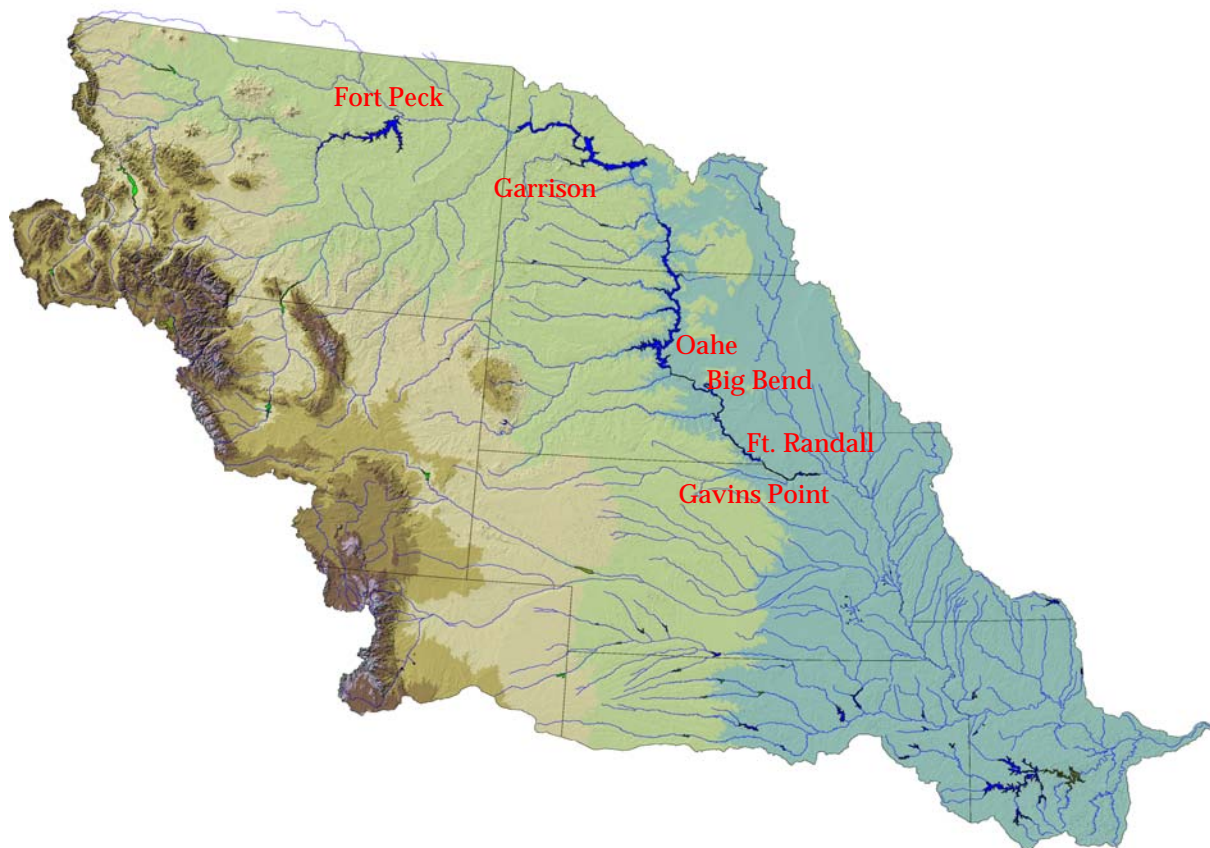 Fort Peck
Garrison
Oahe
Big Bend
Ft. Randall
Gavins Point